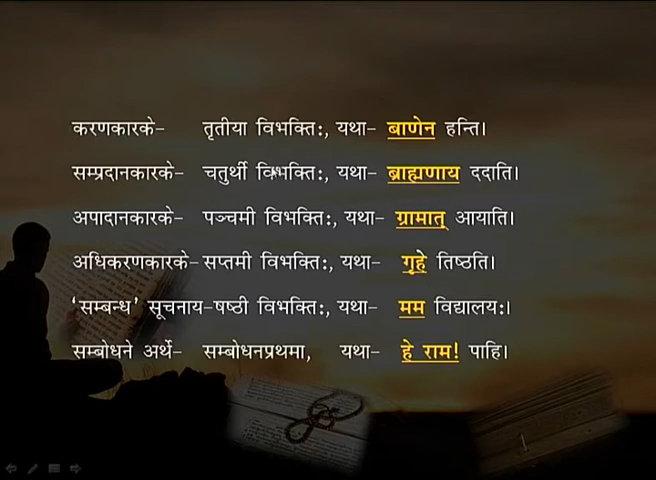 करणकारके- तृतीया विभक्ति:, यथा- बाणेन हन्ति।
सम्प्रदानकारके- चतुर्थी विभक्ति:, यथा- ब्राह्मणाय ददाति।
अपादानकारके- पञ्चमी विभक्ति:, यथा- ग्रामात् आयाति।
अधिकरणकारके- सप्तमी विभक्ति:, यथा- गृहे तिष्ठति।
‘सम्बन्ध’ सूचनाय-षष्ठी विभक्ति:, यथा- मम विद्यालय:।
सम्बोधने अर्थे- सम्बोधनप्रथमा, यथा- हे राम! पाहि।